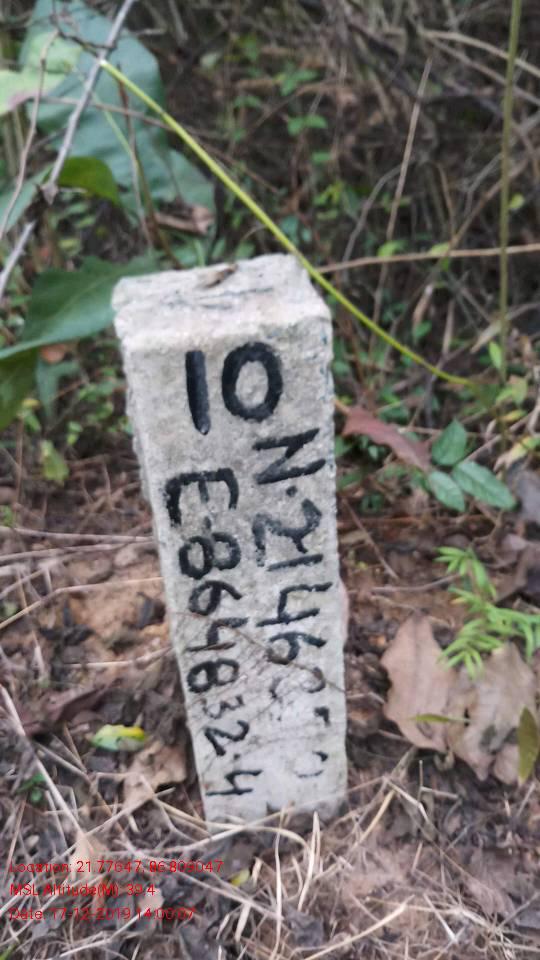 10
E·864832·4
Location: 21.77647, 86.809047
MSL Altitude(M): 39.4
Date: 17-12-2019 14:00:07